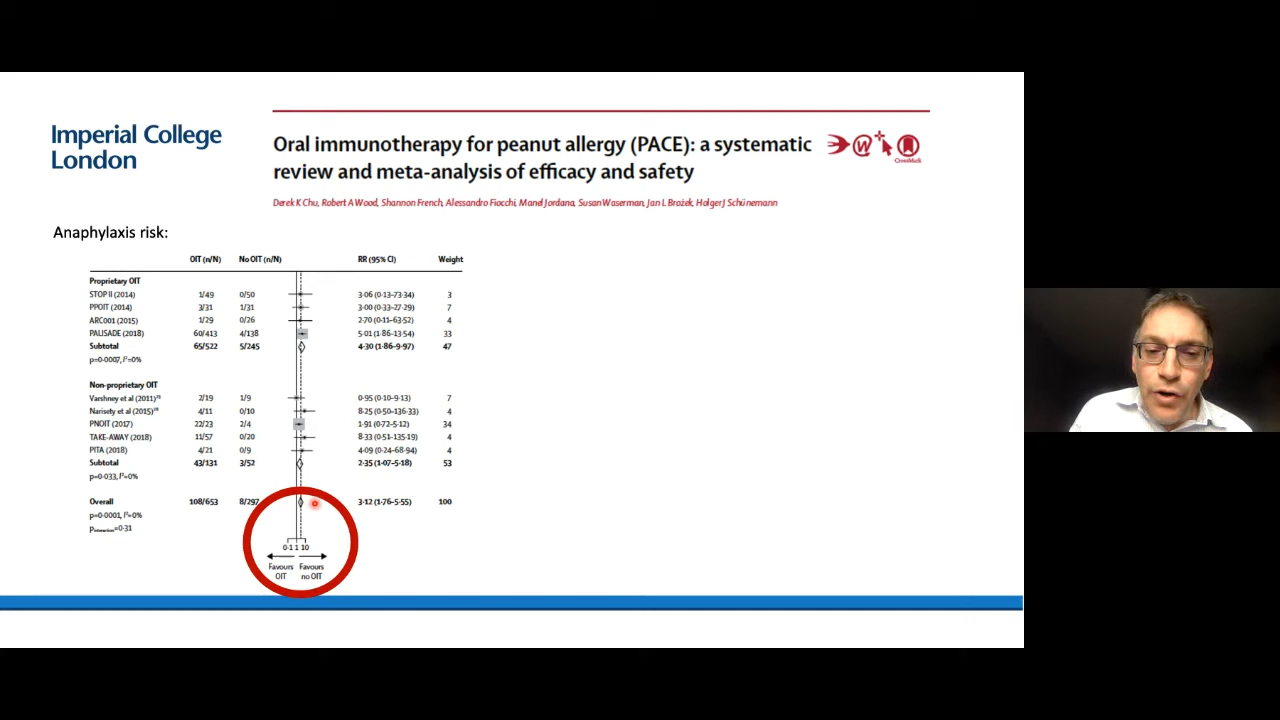 Imperial College
London
Oral immunotherapy for peanut allergy (PACE): a systematic
review and meta-analysis of efficacy and safety
CrossMark
Derek K Chu, Robert A Wood, Shannon French, Alessandro Fiocchi, Manel Jordana, Susan Waserman, Jan L Brożek, Holger J Schünemann
Anaphylaxis risk:
OIT (n/N) No OIT (n/N) RR (95% CI) Weight
Proprietary OIT
STOP II (2014) 1/49 0/50 3·06 (0·13–73·34) 3
PPOIT (2014) 3/31 1/31 3·00 (0·33–27·29) 7
ARC001 (2015) 1/29 0/26 2·70 (0·11–63·52) 4
PALISADE (2018) 60/413 4/138 5·01 (1·86–13·54) 33
Subtotal 65/522 5/245 4·30 (1·86–9·97) 47
p=0·0007, I²=0%
Non-proprietary OIT
Varshney et al (2011) 2/19 1/9 0·95 (0·10–9·13) 7
Narisety et al (2015) 4/11 0/10 8·25 (0·50–136·33) 4
PNOIT (2017) 22/23 2/4 1·91 (0·72–5·12) 34
TAKE-AWAY (2018) 11/57 0/20 8·33 (0·51–135·19) 4
PITA (2018) 4/21 0/9 4·09 (0·24–68·94) 4
Subtotal 43/131 3/52 2·35 (1·07–5·18) 53
p=0·033, I²=0%
Overall 108/653 8/297 3·12 (1·76–5·55) 100
p=0·0001, I²=0%
pinteraction=0·31
0·1 1 10
Favours Favours
OIT no OIT